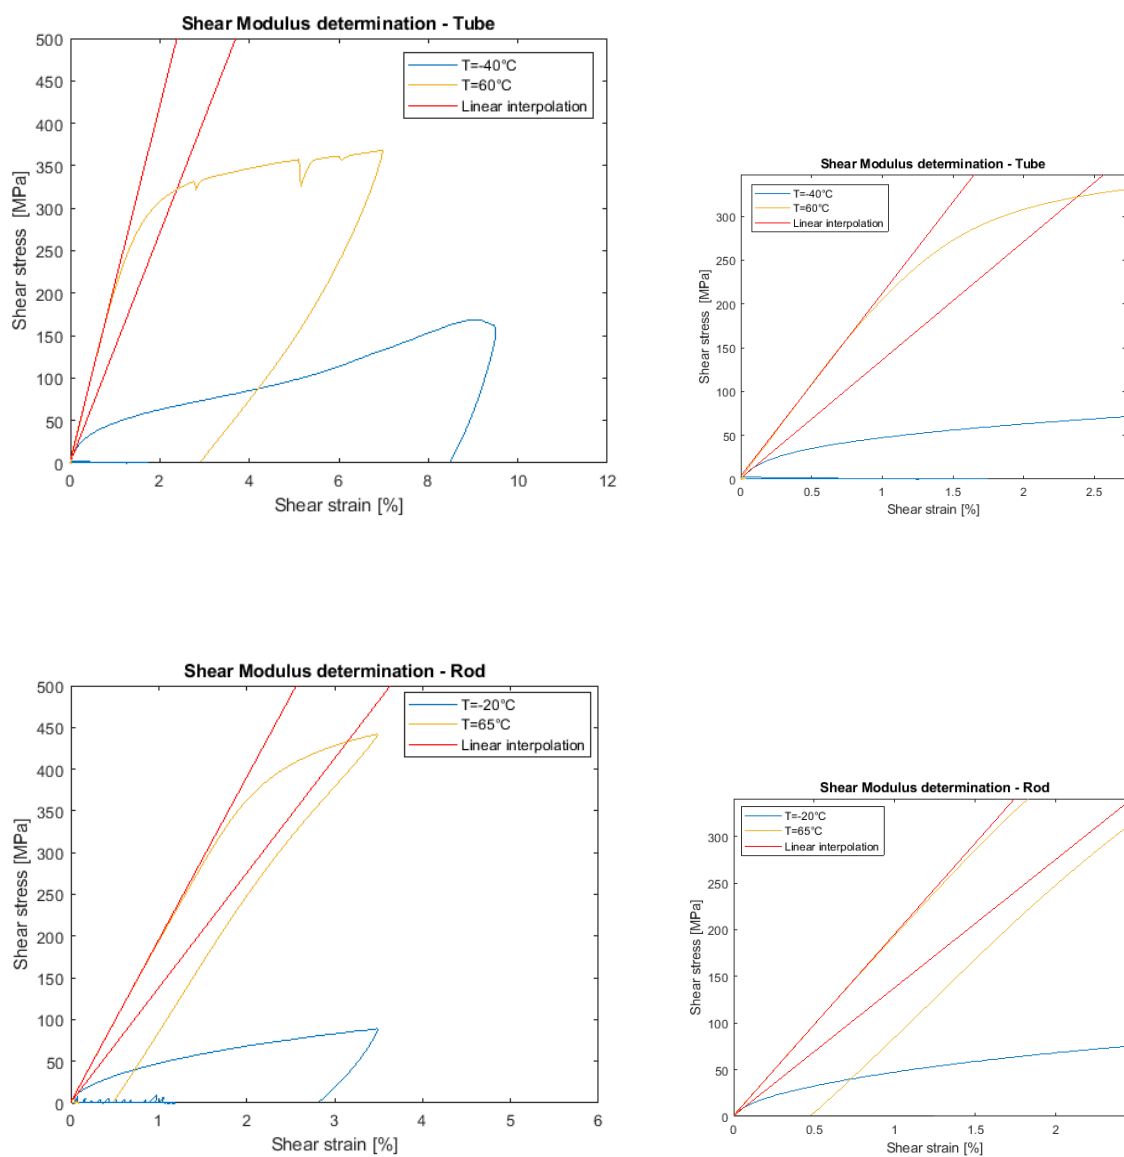 Shear Modulus determination - Tube
500
450
400
350
300
250
200
150
100
50
0
Shear stress [MPa]
T=-40°C
T=60°C
Linear interpolation
0 2 4 6 8 10 12
Shear strain [%]
Shear Modulus determination - Tube
300
250
200
150
100
50
0
Shear stress [MPa]
T=-40°C
T=60°C
Linear interpolation
0 0.5 1 1.5 2 2.5
Shear strain [%]
Shear Modulus determination - Rod
500
450
400
350
300
250
200
150
100
50
0
Shear stress [MPa]
T=-20°C
T=65°C
Linear interpolation
0 1 2 3 4 5 6
Shear strain [%]
Shear Modulus determination - Rod
300
250
200
150
100
50
0
Shear stress [MPa]
T=-20°C
T=65°C
Linear interpolation
0 0.5 1 1.5 2
Shear strain [%]